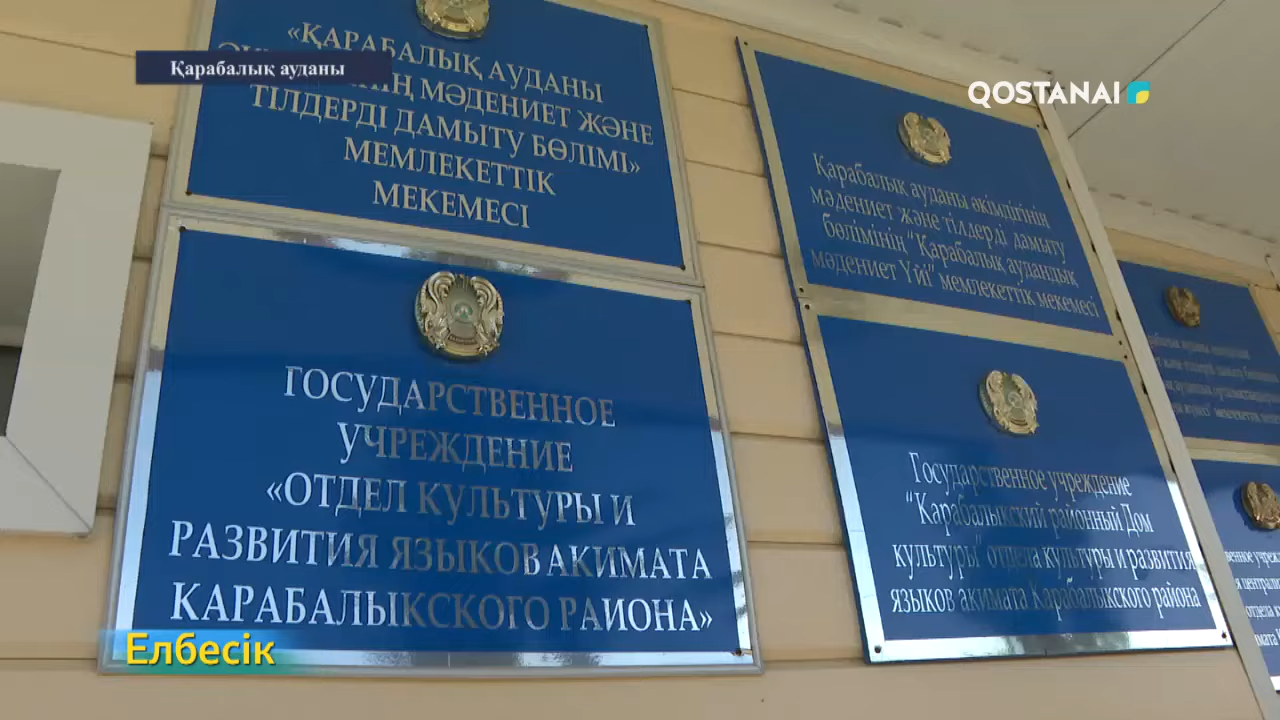 Қарабалық ауданы
QOSTANAI
«ҚАРАБАЛЫҚ АУДАНЫ
МӘДЕНИЕТ ЖӘНЕ
ТІЛДЕРДІ ДАМЫТУ БӨЛІМІ»
МЕМЛЕКЕТТІК
МЕКЕМЕСІ
ГОСУДАРСТВЕННОЕ
УЧРЕЖДЕНИЕ
«ОТДЕЛ КУЛЬТУРЫ И
РАЗВИТИЯ ЯЗЫКОВ АКИМАТА
КАРАБАЛЫКСКОГО РАЙОНА»
Қарабалық ауданы әкімдігінің
мәдениет және тілдерді дамыту
бөлімінің "Қарабалық аудандық
мәдениет Үйі" мемлекеттік мекемесі
Государственное учреждение
"Карабалыкский районный Дом
культуры" отдела культуры и развития
языков акимата Карабалыкского района
Елбесік